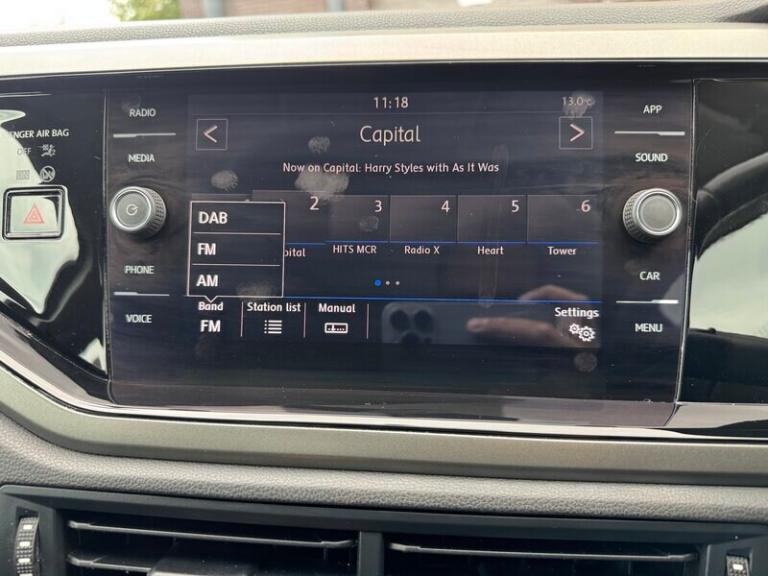 RADIO
MEDIA
PHONE
VOICE
APP
SOUND
CAR
MENU
ENGER AIR BAG
OFF
11:18
13.0°C
< Capital >
Now on Capital: Harry Styles with As It Was
2 3 4 5 6
pital HITS MCR Radio X Heart Tower
DAB
FM
AM
Band Station list Manual Settings
FM